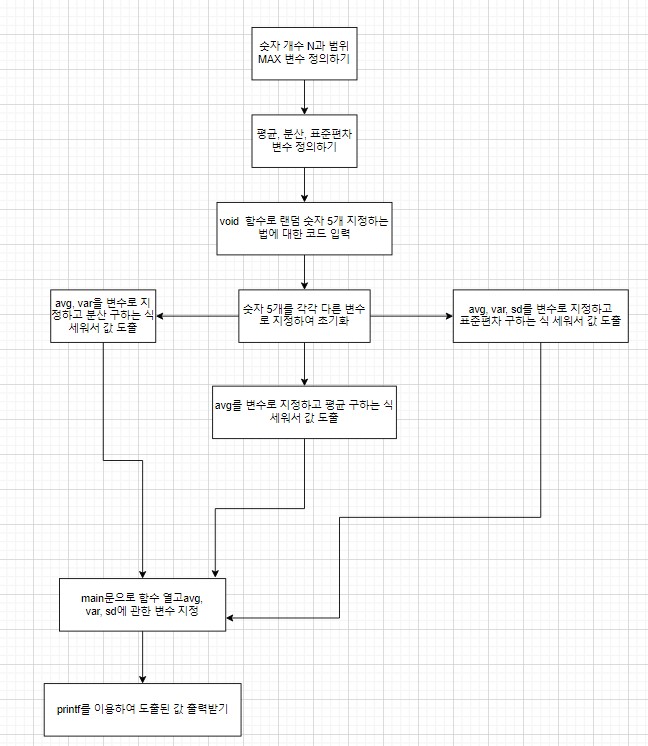 숫자 개수 N과 범위
MAX 변수 정의하기
평균, 분산, 표준편차
변수 정의하기
void 함수로 랜덤 숫자 5개 지정하는
법에 대한 코드 입력
avg, var을 변수로 지
정하고 분산 구하는 식
세워서 값 도출
숫자 5개를 각각 다른 변수
로 지정하여 초기화
avg, var, sd를 변수로 지정하고
표준편차 구하는 식 세워서 값 도출
avg를 변수로 지정하고 평균 구하는 식
세워서 값 도출
main문으로 함수 열고avg,
var, sd에 관한 변수 지정
printf를 이용하여 도출된 값 출력받기